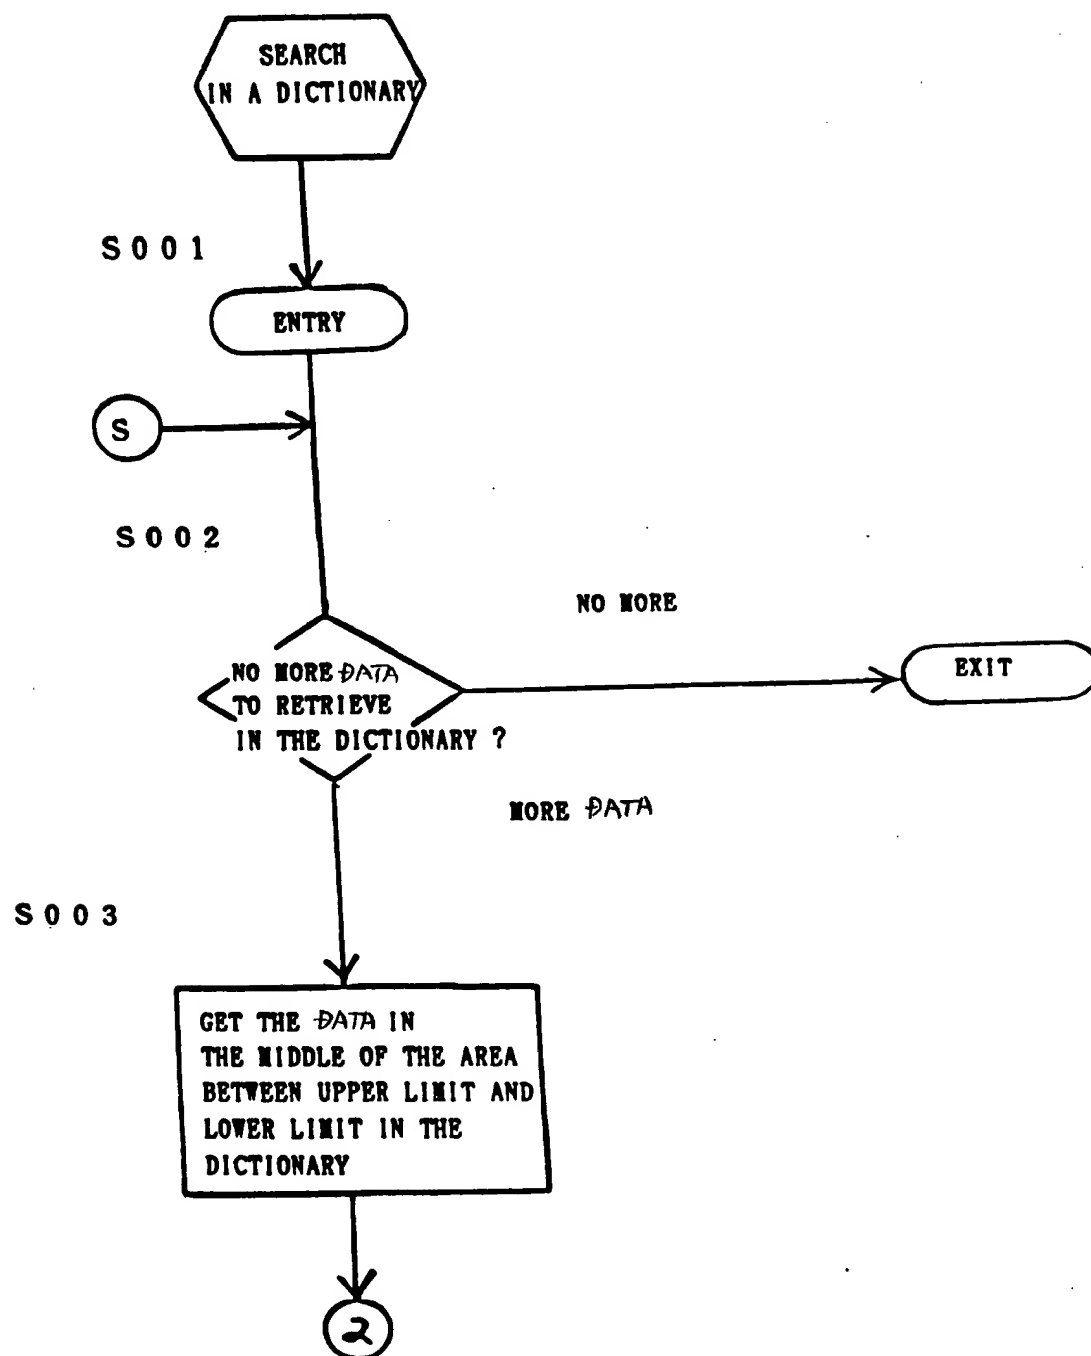 SEARCH
IN A DICTIONARY
S001
ENTRY
S
S002
NO MORE
NO MORE DATA
TO RETRIEVE
IN THE DICTIONARY ?
EXIT
MORE DATA
S003
GET THE DATA IN
THE MIDDLE OF THE AREA
BETWEEN UPPER LIMIT AND
LOWER LIMIT IN THE
DICTIONARY
2